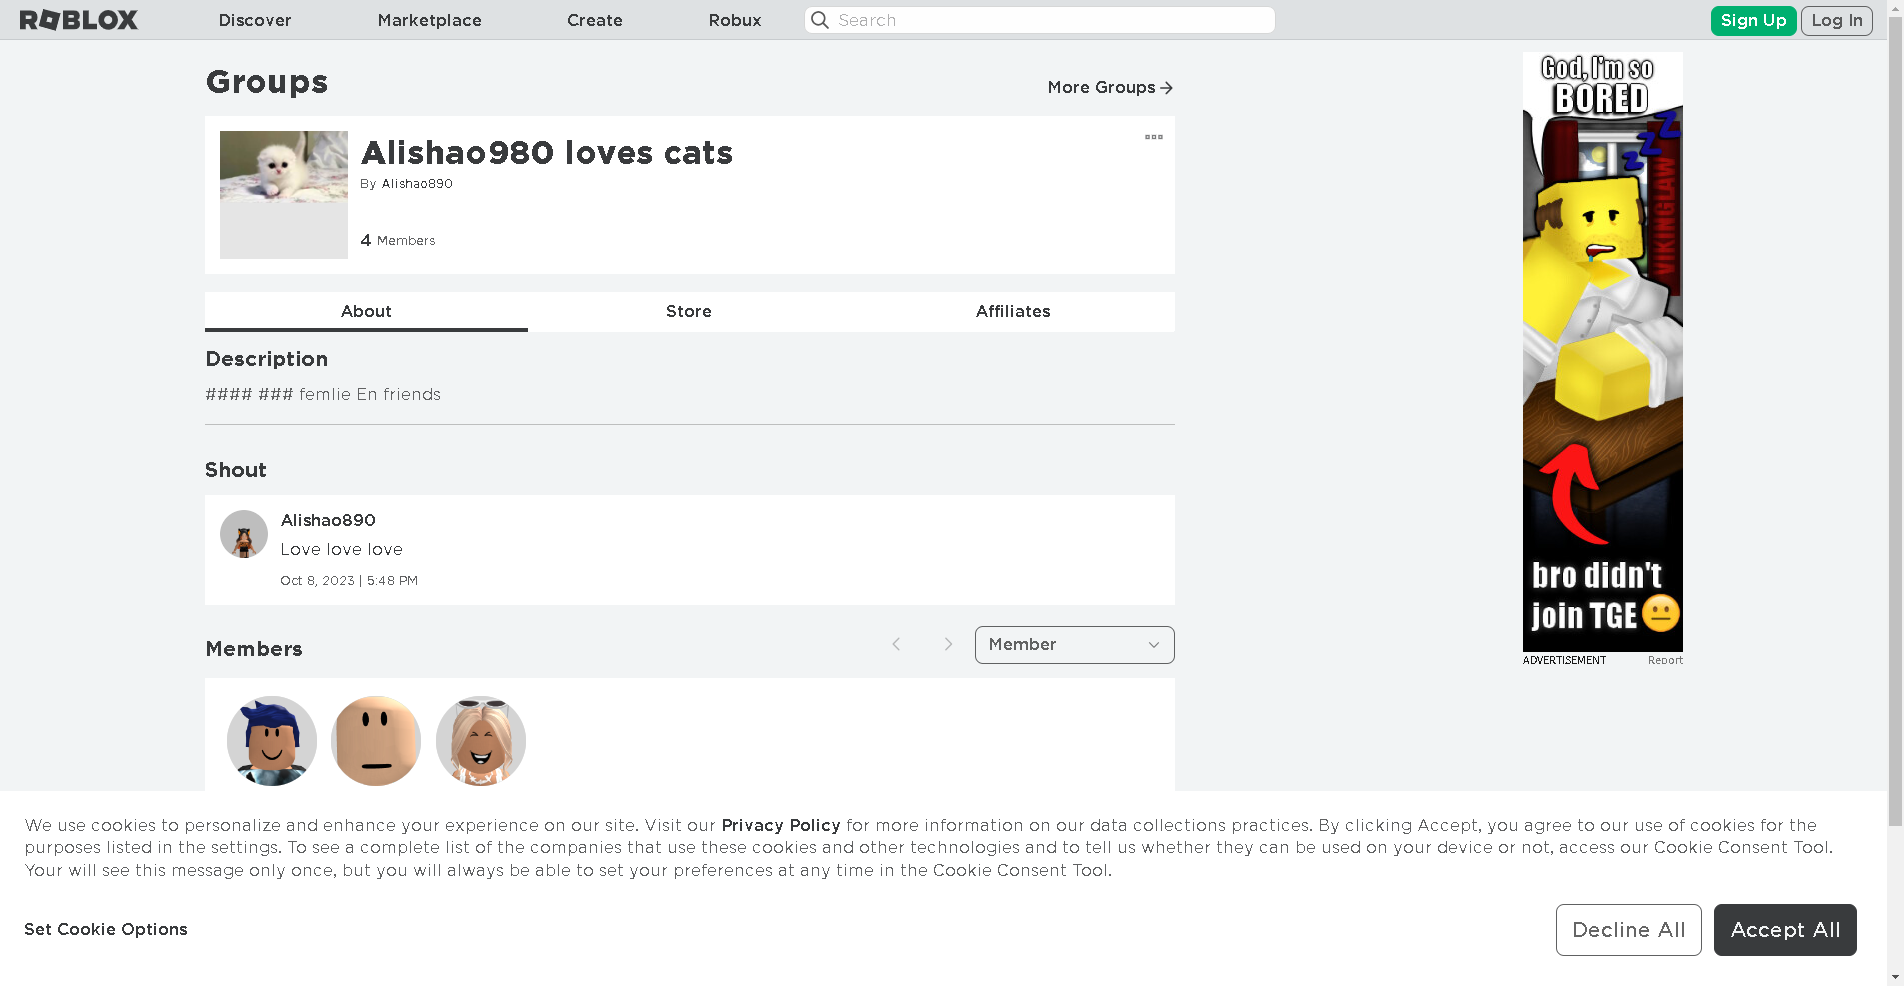 ROBLOX
Discover
Marketplace
Create
Robux
Search
Sign Up
Log In
Groups
More Groups
Alishao980 loves cats
By Alishao890
4 Members
About
Store
Affiliates
Description
#### ### femlie En friends
Shout
Alishao890
Love love love
Oct 8, 2023 | 5:48 PM
Members
Member
God, I'm so
BORED
ZZZ
VIKINGLAW
bro didn't
join TGE
ADVERTISEMENT
Report
We use cookies to personalize and enhance your experience on our site. Visit our Privacy Policy for more information on our data collections practices. By clicking Accept, you agree to our use of cookies for the
purposes listed in the settings. To see a complete list of the companies that use these cookies and other technologies and to tell us whether they can be used on your device or not, access our Cookie Consent Tool.
Your will see this message only once, but you will always be able to set your preferences at any time in the Cookie Consent Tool.
Set Cookie Options
Decline All
Accept All